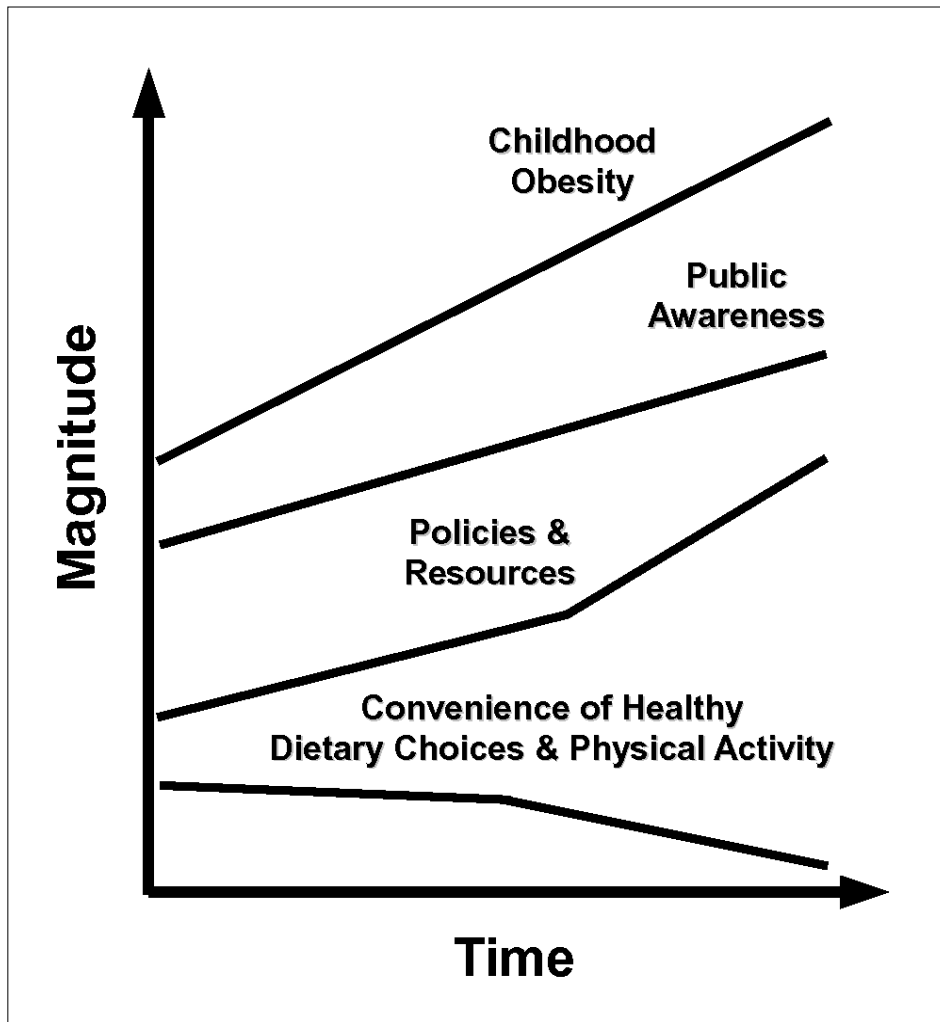 Childhood
Obesity
Public
Awareness
Magnitude
Policies &
Resources
Convenience of Healthy
Dietary Choices & Physical Activity
Time